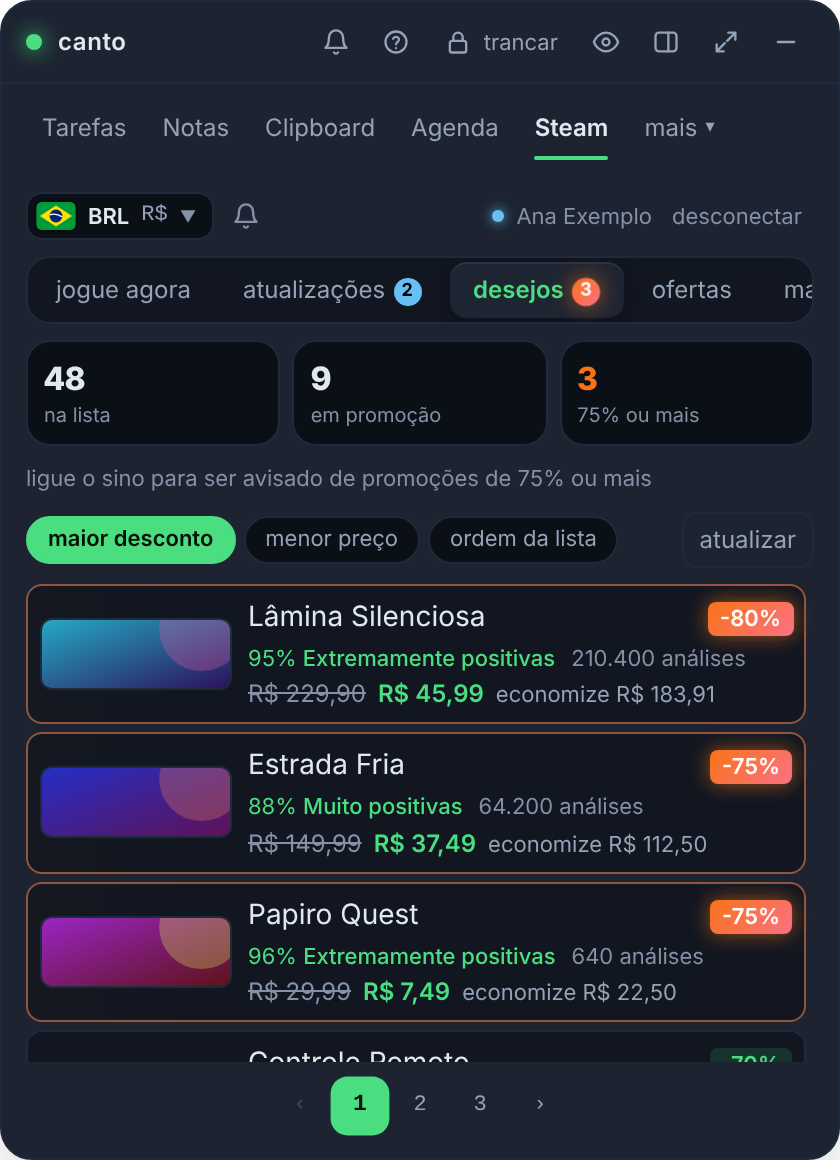 canto trancar
Tarefas Notas Clipboard Agenda Steam mais ▼
BRL R$ ▼ Ana Exemplo desconectar
jogue agora atualizações 2 desejos 3 ofertas
48 9 3
na lista em promoção 75% ou mais
ligue o sino para ser avisado de promoções de 75% ou mais
maior desconto menor preço ordem da lista atualizar
Lâmina Silenciosa -80%
95% Extremamente positivas 210.400 análises
R$ 229,90 R$ 45,99 economize R$ 183,91
Estrada Fria -75%
88% Muito positivas 64.200 análises
R$ 149,99 R$ 37,49 economize R$ 112,50
Papiro Quest -75%
96% Extremamente positivas 640 análises
R$ 29,99 R$ 7,49 economize R$ 22,50
Controle Remoto -70%
‹ 1 2 3 ›